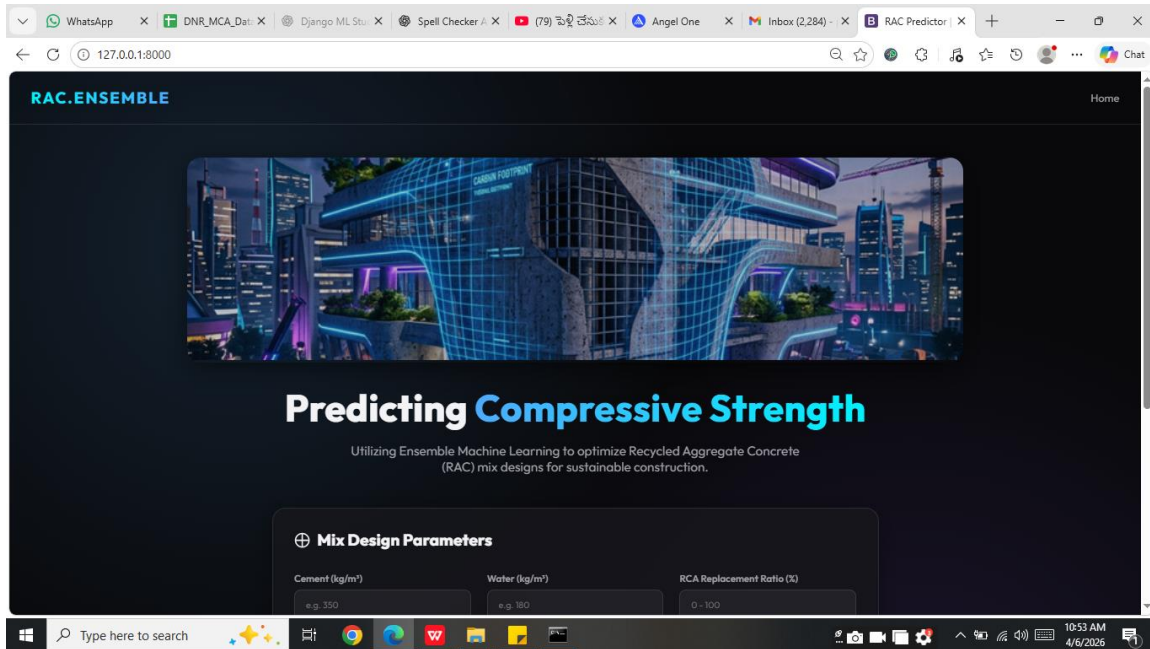 WhatsApp
DNR_MCA_Data
Django ML Stu
Spell Checker A
(79) పెళ్లి చేసుక
Angel One
Inbox (2,284) -
RAC Predictor |
127.0.0.1:8000
Chat
RAC.ENSEMBLE
Home
CARBON FOOTPRINT
Predicting Compressive Strength
Utilizing Ensemble Machine Learning to optimize Recycled Aggregate Concrete
(RAC) mix designs for sustainable construction.
Mix Design Parameters
Cement (kg/m³) Water (kg/m³) RCA Replacement Ratio (%)
e.g. 350 e.g. 180 0 - 100
Type here to search
10:53 AM
4/6/2026